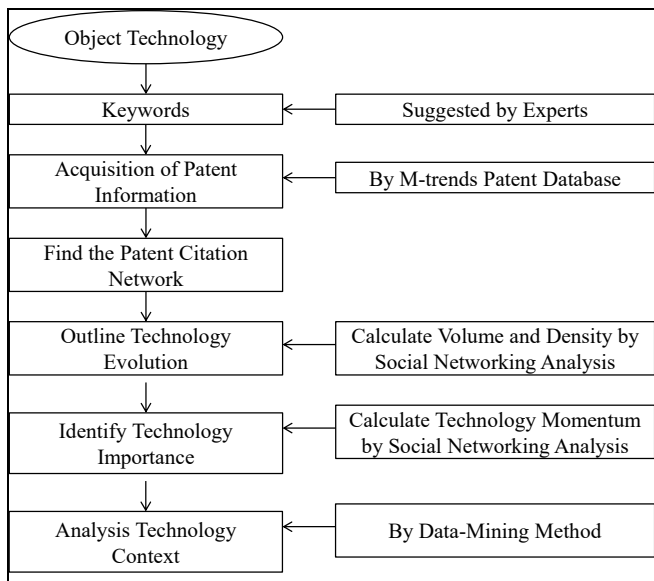 Object Technology
Keywords
Suggested by Experts
Acquisition of Patent
Information
By M-trends Patent Database
Find the Patent Citation
Network
Outline Technology
Evolution
Calculate Volume and Density by
Social Networking Analysis
Identify Technology
Importance
Calculate Technology Momentum
by Social Networking Analysis
Analysis Technology
Context
By Data-Mining Method